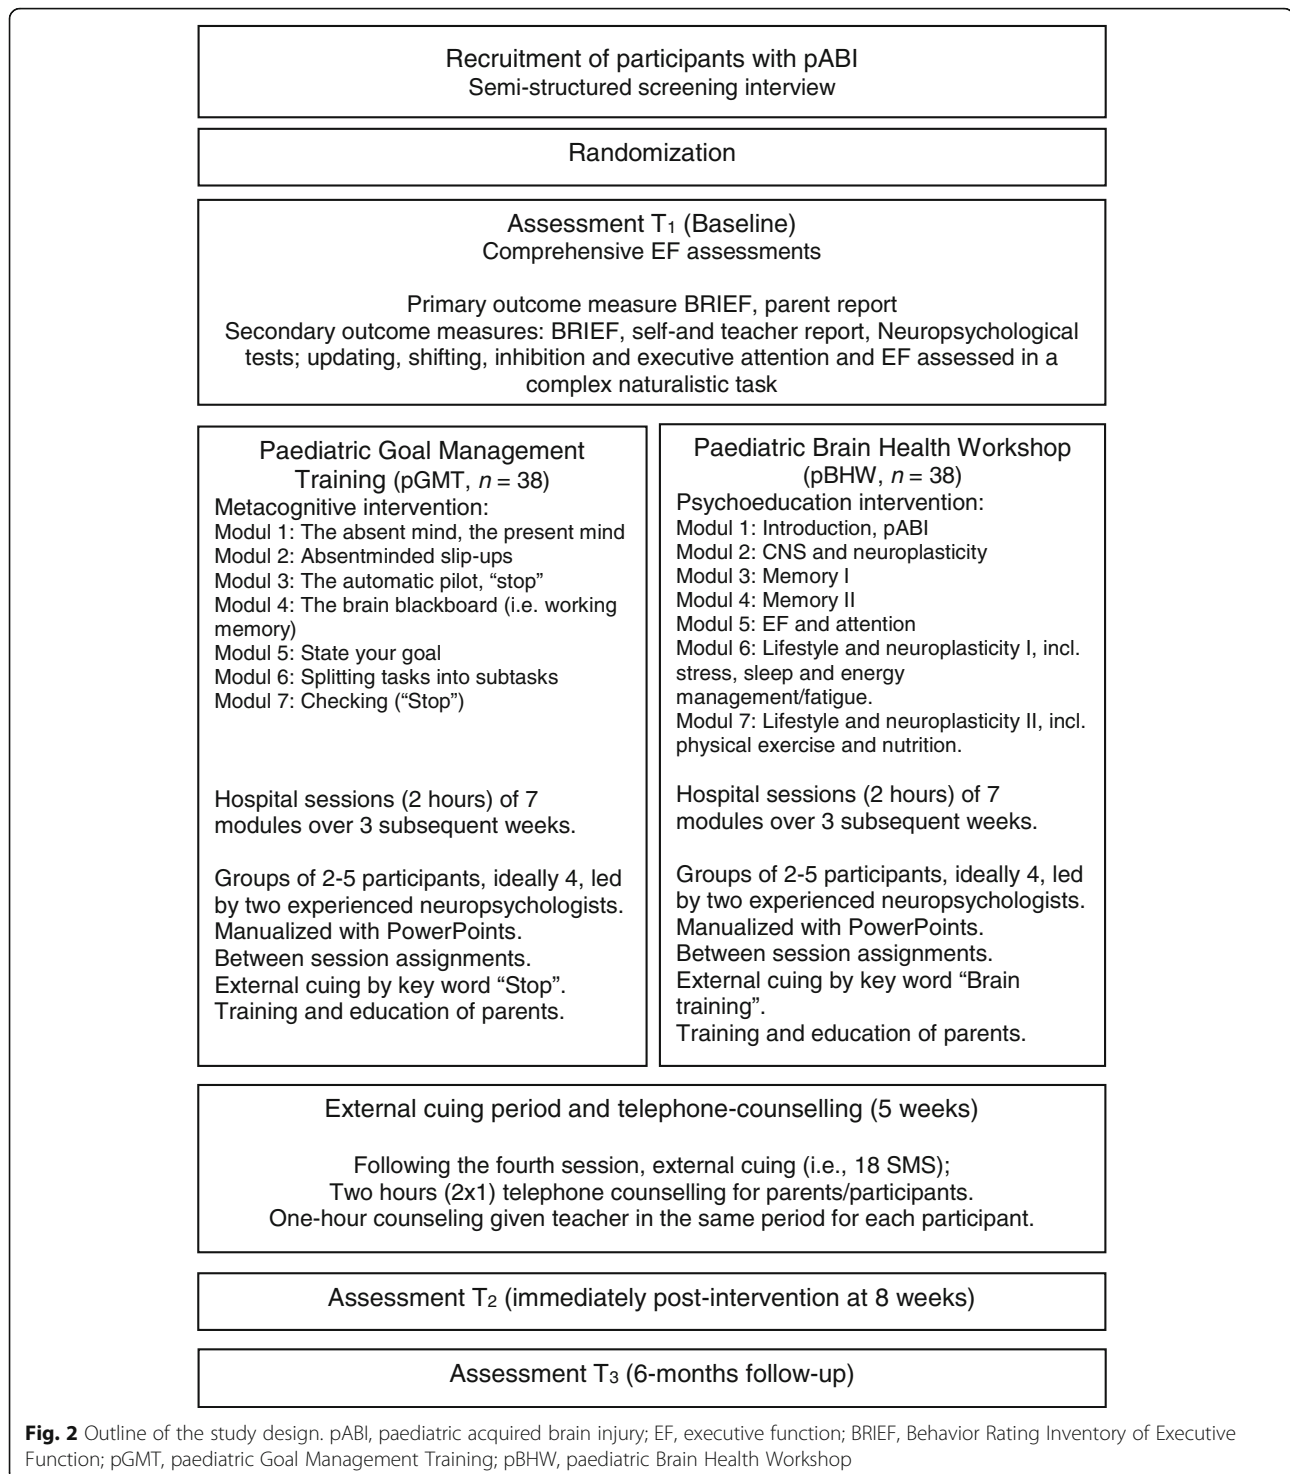 Recruitment of participants with pABI
Semi-structured screening interview
Randomization
Assessment T1 (Baseline)
Comprehensive EF assessments
Primary outcome measure BRIEF, parent report
Secondary outcome measures: BRIEF, self-and teacher report, Neuropsychological
tests; updating, shifting, inhibition and executive attention and EF assessed in a
complex naturalistic task
Paediatric Goal Management
Training (pGMT, n = 38)
Metacognitive intervention:
Modul 1: The absent mind, the present mind
Modul 2: Absentminded slip-ups
Modul 3: The automatic pilot, “stop”
Modul 4: The brain blackboard (i.e. working
memory)
Modul 5: State your goal
Modul 6: Splitting tasks into subtasks
Modul 7: Checking (“Stop”)
Hospital sessions (2 hours) of 7
modules over 3 subsequent weeks.
Groups of 2-5 participants, ideally 4, led
by two experienced neuropsychologists.
Manualized with PowerPoints.
Between session assignments.
External cuing by key word “Stop”.
Training and education of parents.
Paediatric Brain Health Workshop
(pBHW, n = 38)
Psychoeducation intervention:
Modul 1: Introduction, pABI
Modul 2: CNS and neuroplasticity
Modul 3: Memory I
Modul 4: Memory II
Modul 5: EF and attention
Modul 6: Lifestyle and neuroplasticity I, incl.
stress, sleep and energy
management/fatigue.
Modul 7: Lifestyle and neuroplasticity II, incl.
physical exercise and nutrition.
Hospital sessions (2 hours) of 7
modules over 3 subsequent weeks.
Groups of 2-5 participants, ideally 4, led
by two experienced neuropsychologists.
Manualized with PowerPoints.
Between session assignments.
External cuing by key word “Brain
training”.
Training and education of parents.
External cuing period and telephone-counselling (5 weeks)
Following the fourth session, external cuing (i.e., 18 SMS);
Two hours (2x1) telephone counselling for parents/participants.
One-hour counseling given teacher in the same period for each participant.
Assessment T2 (immediately post-intervention at 8 weeks)
Assessment T3 (6-months follow-up)
Fig. 2 Outline of the study design. pABI, paediatric acquired brain injury; EF, executive function; BRIEF, Behavior Rating Inventory of Executive
Function; pGMT, paediatric Goal Management Training; pBHW, paediatric Brain Health Workshop